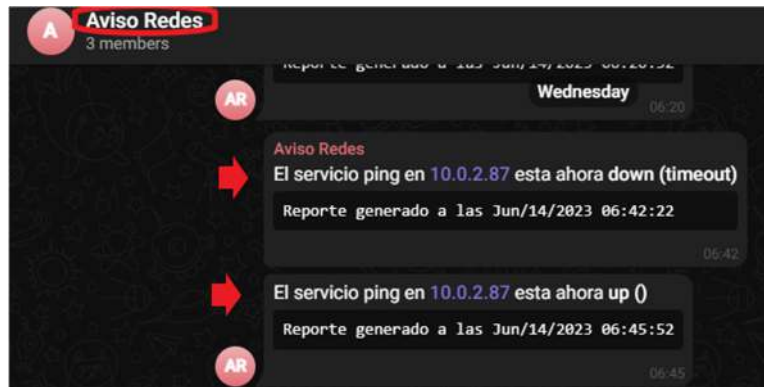 A
Aviso Redes
3 members
Wednesday
AR
06:20
Aviso Redes
El servicio ping en 10.0.2.87 esta ahora down (timeout)
Reporte generado a las Jun/14/2023 06:42:22
06:42
El servicio ping en 10.0.2.87 esta ahora up ()
Reporte generado a las Jun/14/2023 06:45:52
AR
06:45